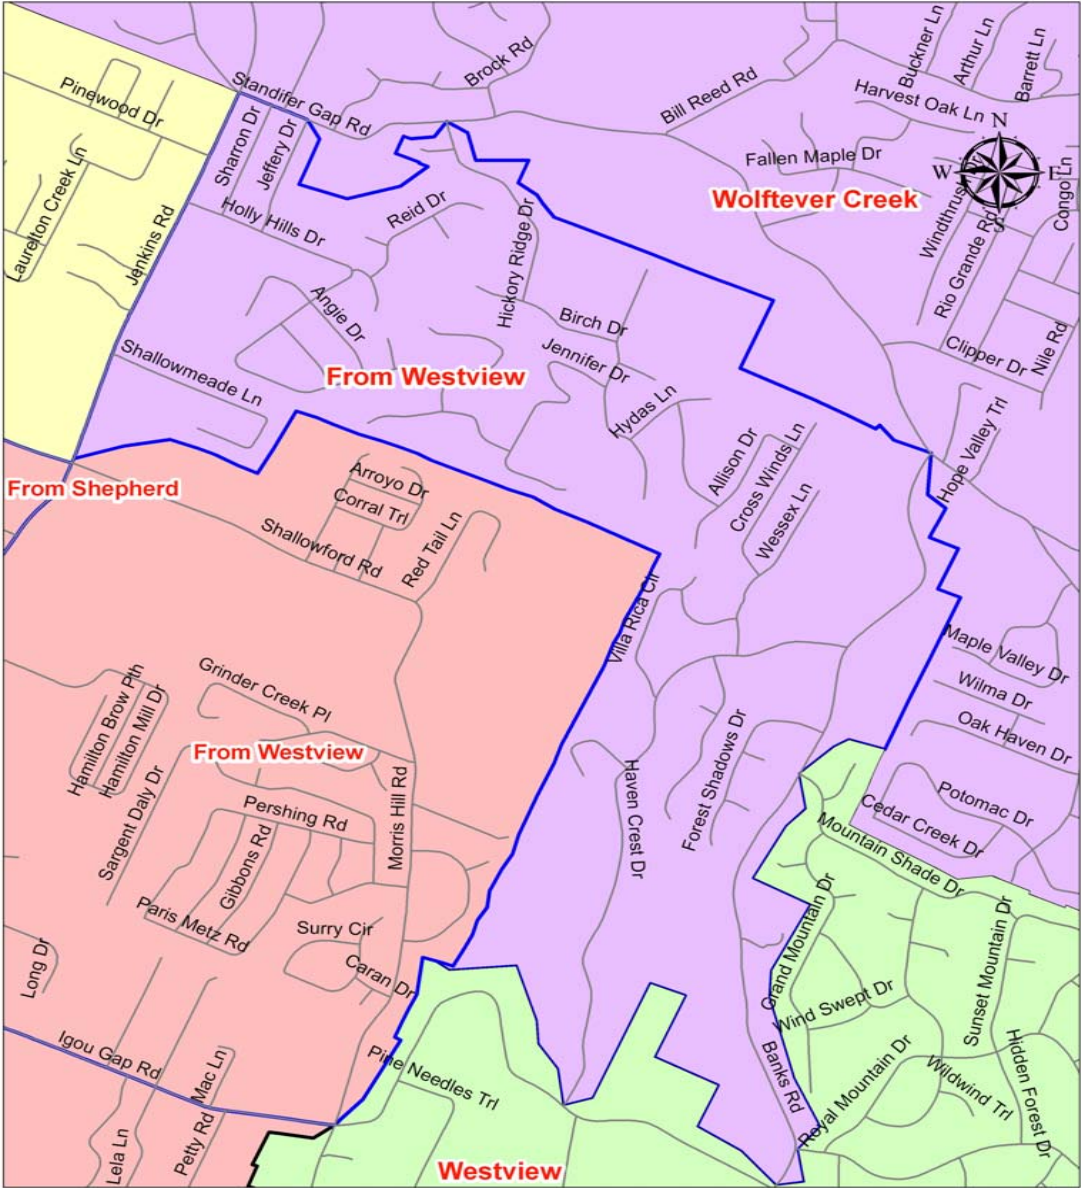 Buckner Ln
Arthur Ln
Barrett Ln
Brock Rd
Bill Reed Rd
Pinewood Dr
Standifer Gap Rd
Harvest Oak Ln
N
W
E
S
Sharron Dr
Jeffery Dr
Fallen Maple Dr
Windthrush Dr
Congo Ln
Laurelton Creek Ln
Wolftever Creek
Reid Dr
Holly Hills Dr
Jenkins Rd
Rio Grande Rd
Hickory Ridge Dr
Angie Dr
Birch Dr
Nile Rd
Clipper Dr
Jennifer Dr
Shallowmeade Ln
From Westview
Hydas Ln
Hope Valley Trl
Allison Dr
Cross Winds Ln
From Shepherd
Arroyo Dr
Corral Trl
Wessex Ln
Shallowford Rd
Red Tail Ln
Villa Rica Cir
Maple Valley Dr
Hamilton Brow Pth
Hamilton Mill Dr
Grinder Creek Pl
Wilma Dr
Oak Haven Dr
From Westview
Forest Shadows Dr
Haven Crest Dr
Sargent Daly Dr
Pershing Rd
Morris Hill Rd
Potomac Dr
Cedar Creek Dr
Gibbons Rd
Mountain Shade Dr
Paris Metz Rd
Surry Cir
Grand Mountain Dr
Sunset Mountain Dr
Long Dr
Caran Dr
Wind Swept Dr
Igou Gap Rd
Mac Ln
Pine Needles Trl
Banks Rd
Royal Mountain Dr
Wildwind Trl
Hidden Forest Dr
Lela Ln
Petty Rd
Westview